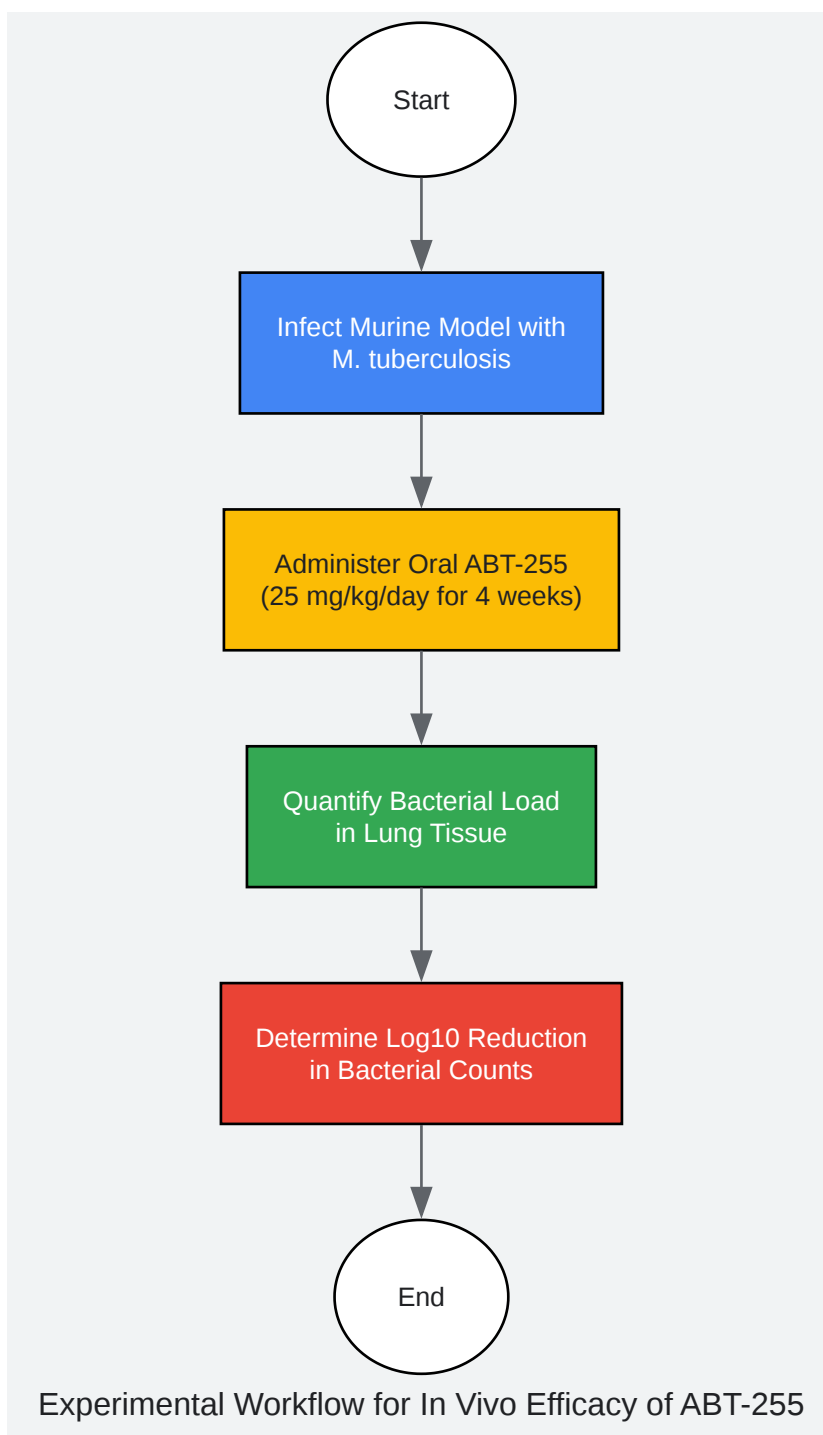 Start
Infect Murine Model with
M. tuberculosis
Administer Oral ABT-255
(25 mg/kg/day for 4 weeks)
Quantify Bacterial Load
in Lung Tissue
Determine Log10 Reduction
in Bacterial Counts
End
Experimental Workflow for In Vivo Efficacy of ABT-255